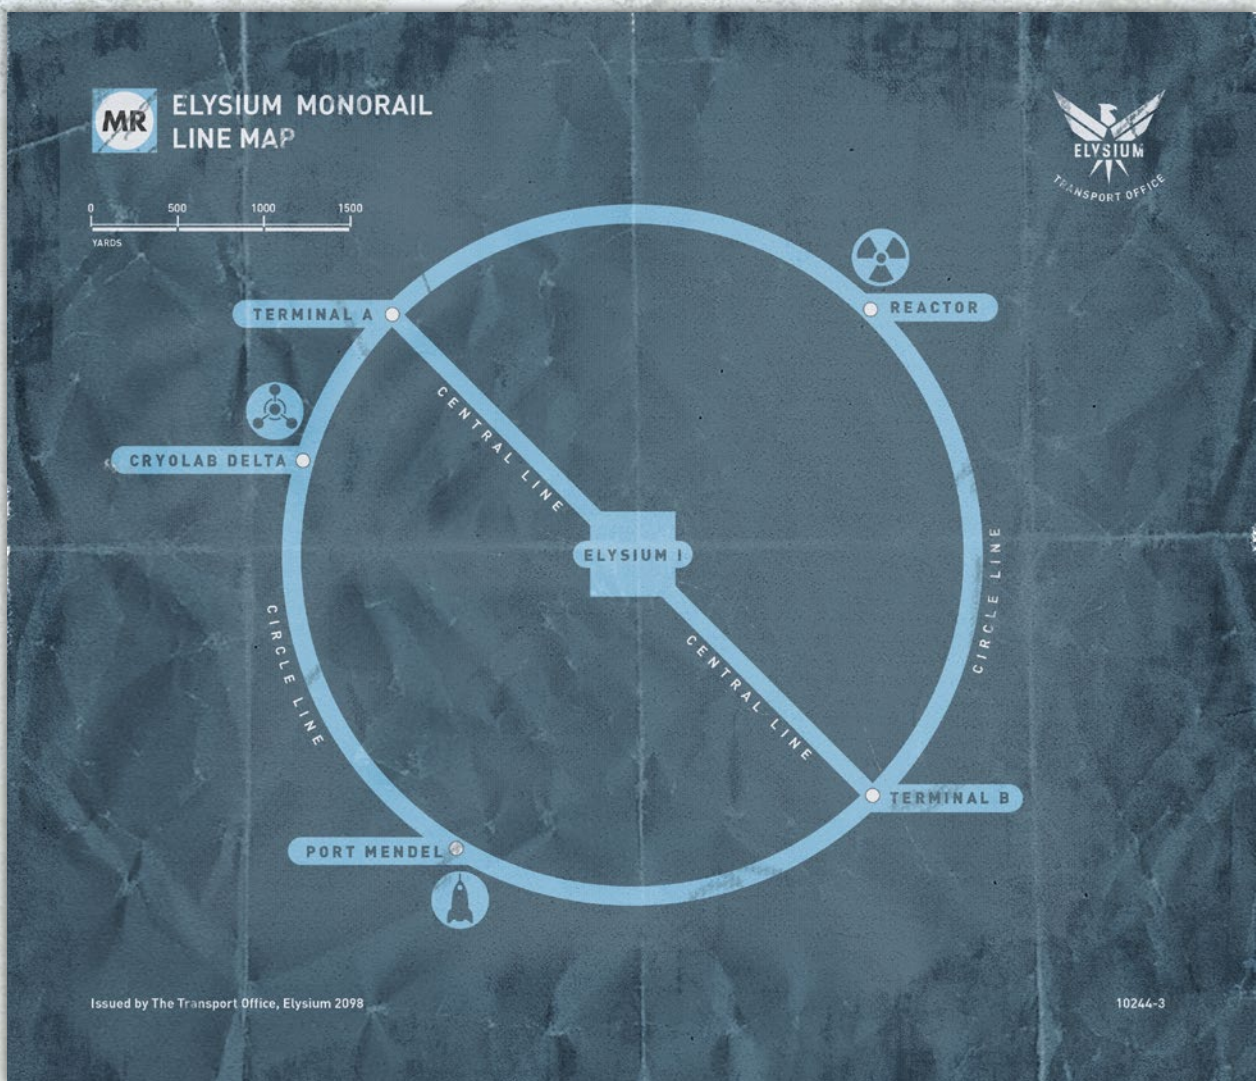 MR
ELYSIUM MONORAIL
LINE MAP
ELYSIUM
TRANSPORT OFFICE
0 500 1000 1500
YARDS
TERMINAL A
REACTOR
CENTRAL LINE
CRYOLAB DELTA
ELYSIUM I
CIRCLE LINE
CIRCLE LINE
CENTRAL LINE
TERMINAL B
PORT MENDEL
Issued by The Transport Office, Elysium 2098
10244-3